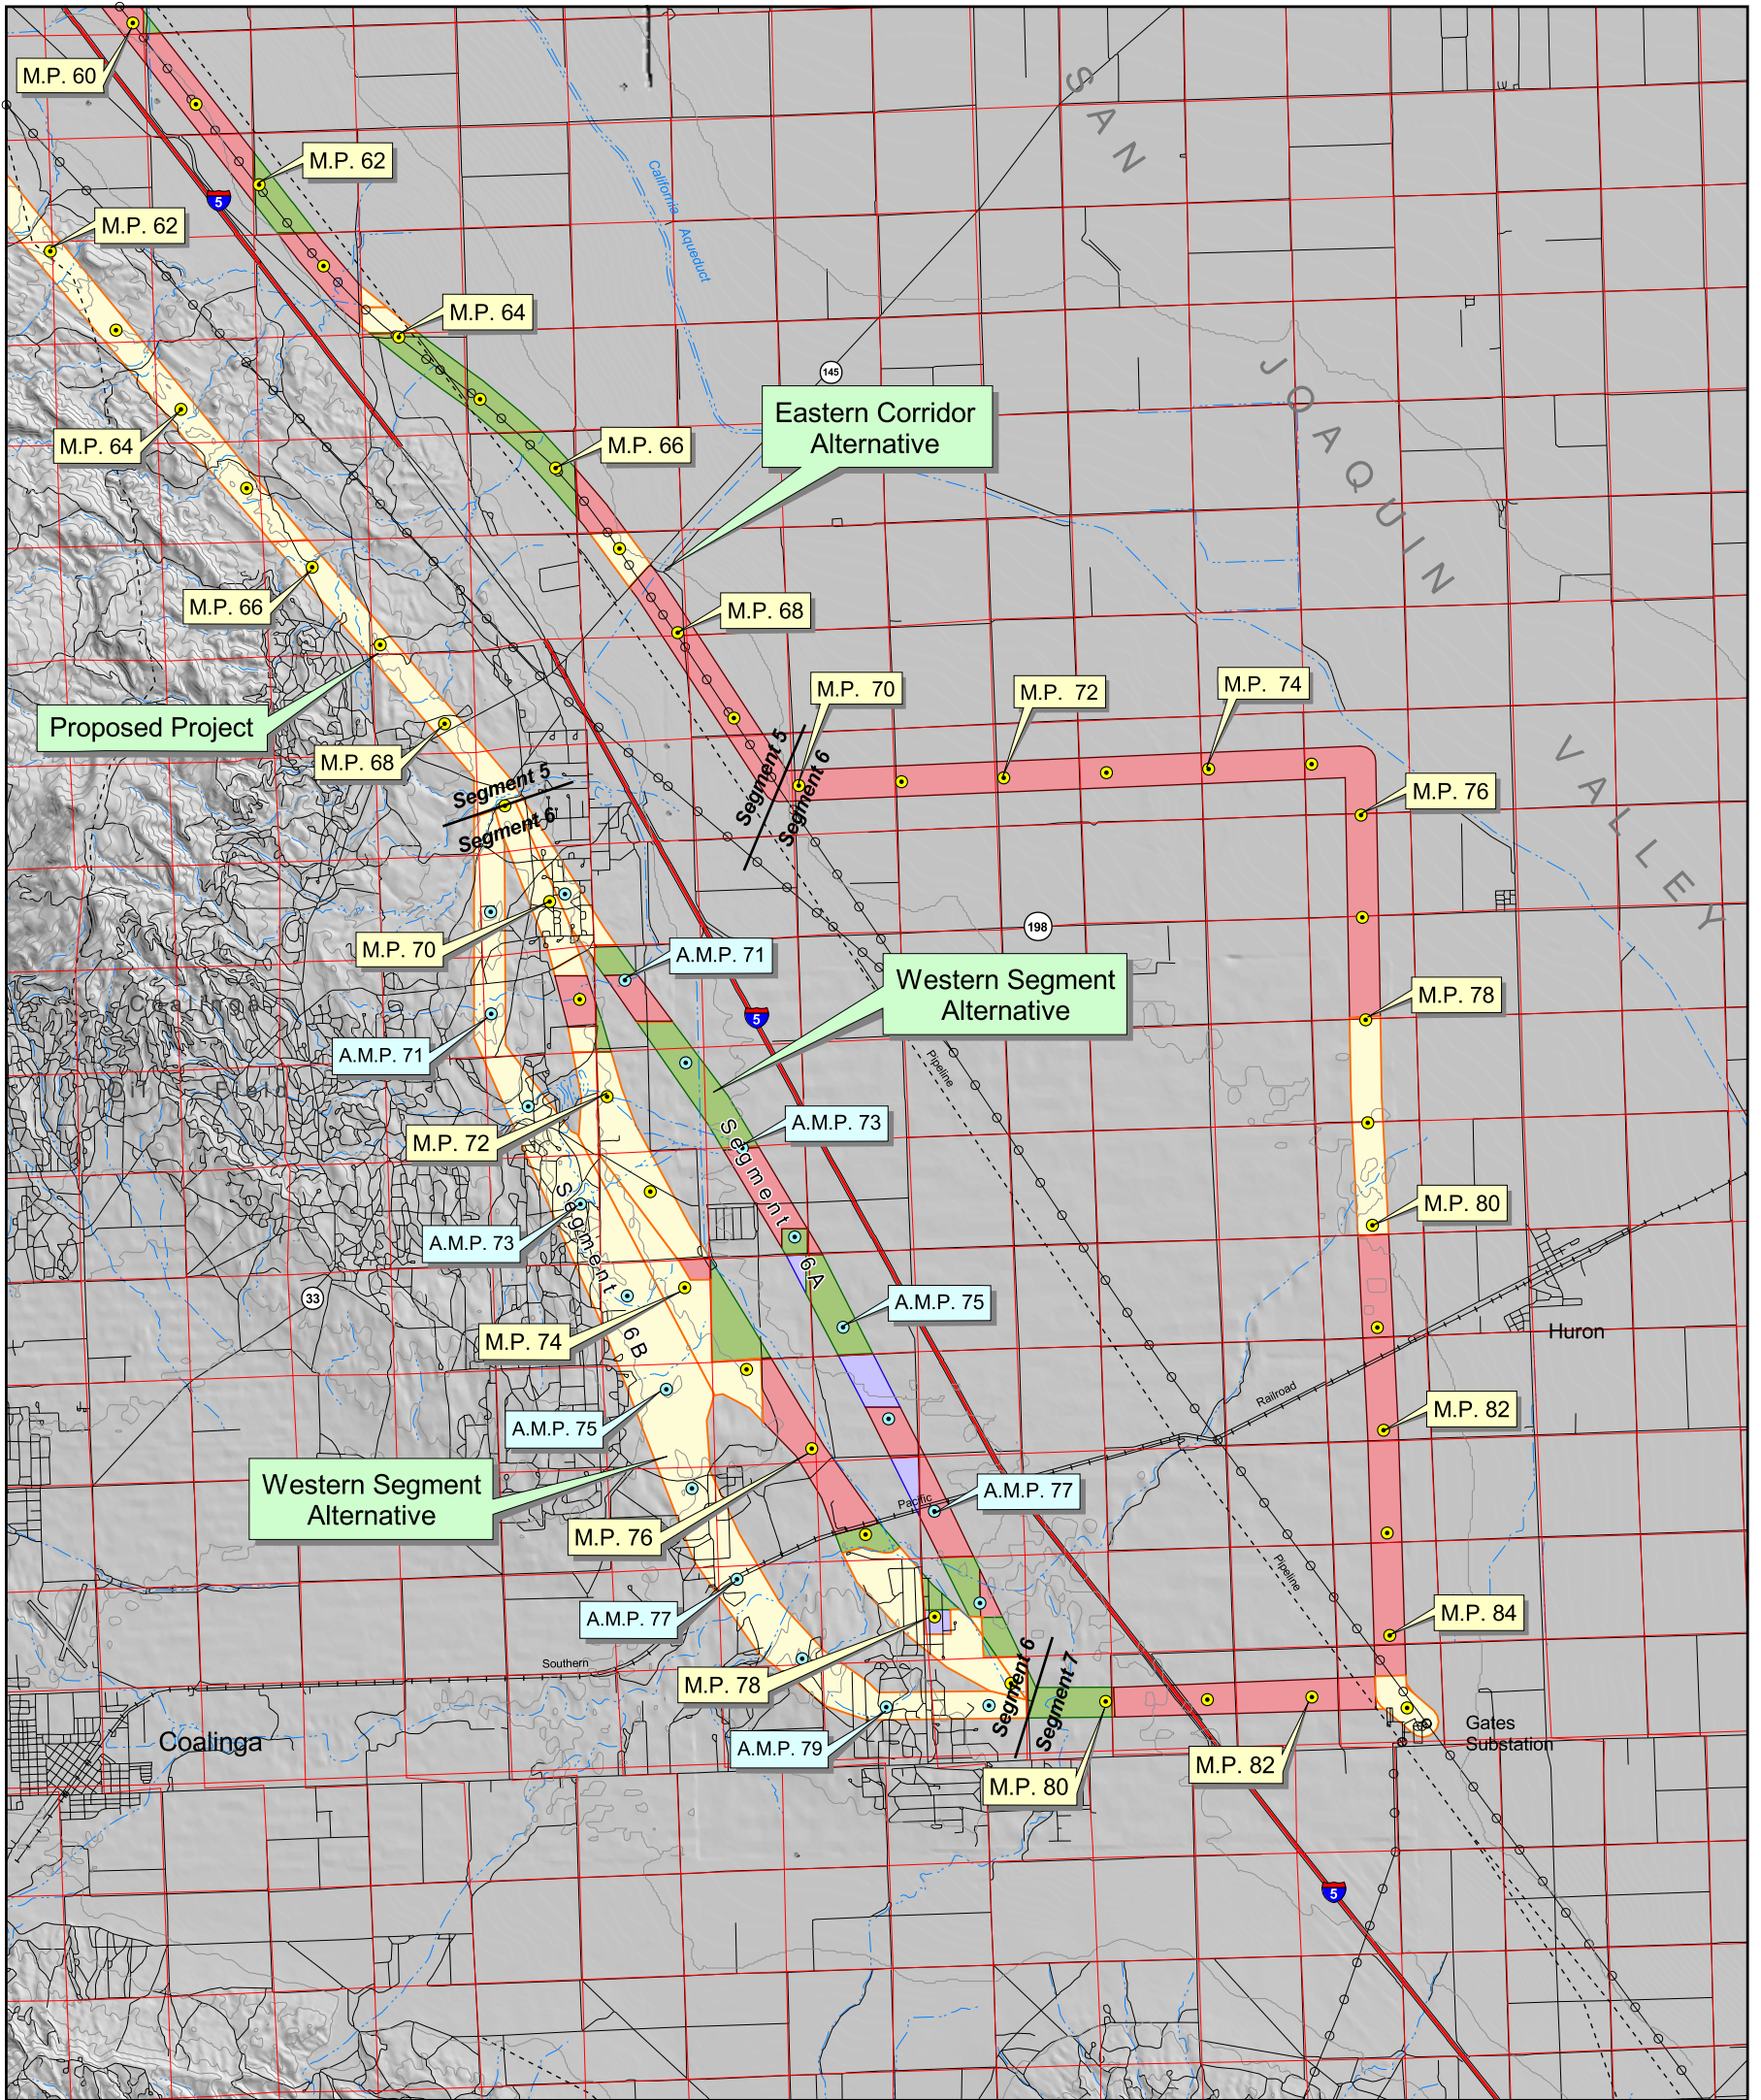 M.P. 60
SAN
M.P. 62
5
California
Aqueduct
M.P. 62
M.P. 64
145
JOAQUIN
Eastern Corridor
Alternative
M.P. 64
M.P. 66
M.P. 66
M.P. 68
M.P. 70
M.P. 72
M.P. 74
Proposed Project
M.P. 68
Segment 5
Segment 6
Segment 5
Segment 6
VALLEY
M.P. 76
198
M.P. 70
A.M.P. 71
Western Segment
Alternative
M.P. 78
Coalinga
5
A.M.P. 71
Pipeline
Oil Field
M.P. 72
A.M.P. 73
Segment 6A
M.P. 80
A.M.P. 73
Segment 6B
33
A.M.P. 75
Huron
M.P. 74
Railroad
M.P. 82
A.M.P. 75
Western Segment
Alternative
A.M.P. 77
Pacific
M.P. 76
Pipeline
A.M.P. 77
M.P. 84
Southern
M.P. 78
Segment 6
Segment 7
Coalinga
A.M.P. 79
Gates
Substation
M.P. 80
M.P. 82
5